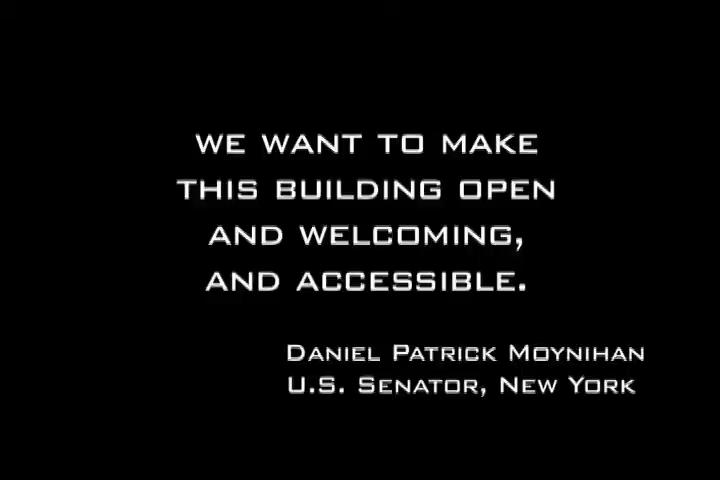 WE WANT TO MAKE
THIS BUILDING OPEN
AND WELCOMING,
AND ACCESSIBLE.
DANIEL PATRICK MOYNIHAN
U.S. SENATOR, NEW YORK